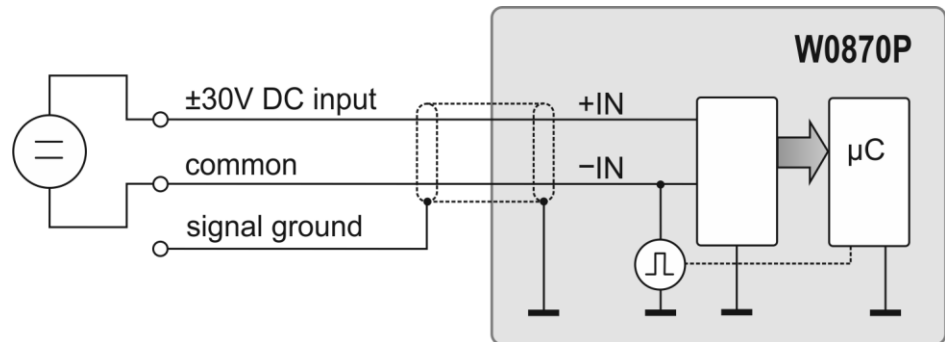 W0870P
±30V DC input
+IN
µC
common
−IN
signal ground